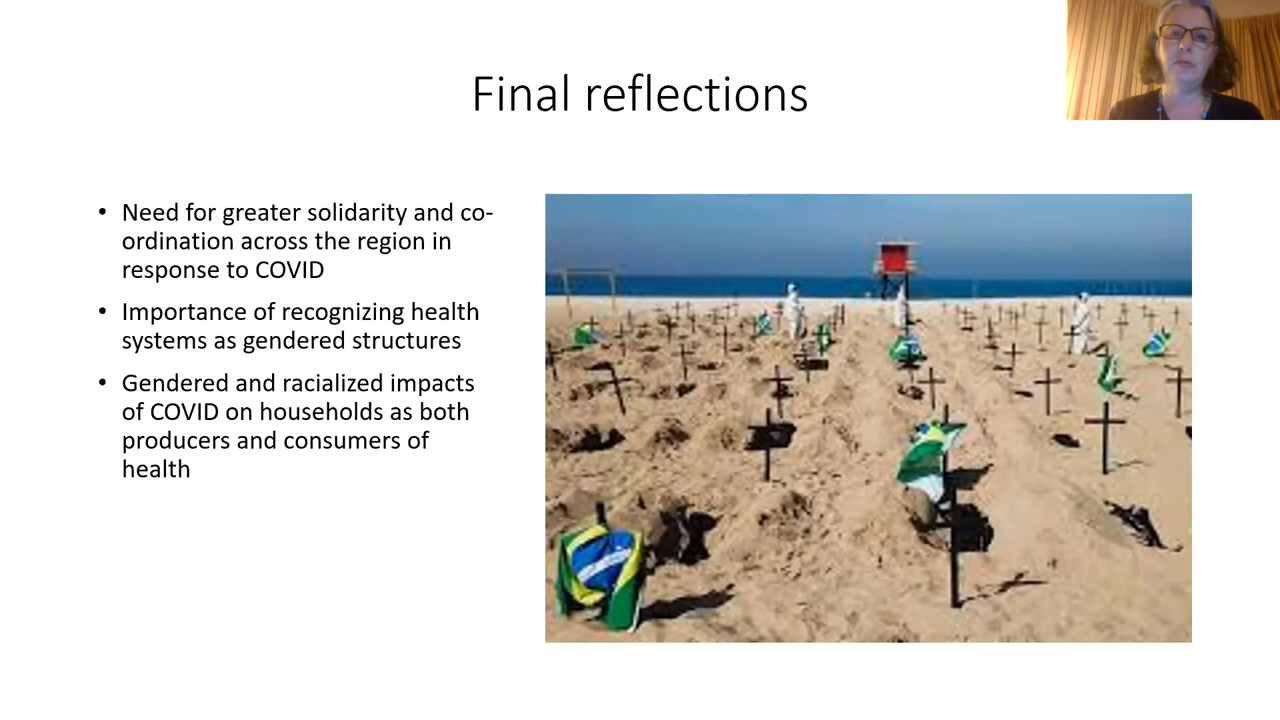 Final reflections
• Need for greater solidarity and co-
ordination across the region in
response to COVID
• Importance of recognizing health
systems as gendered structures
• Gendered and racialized impacts
of COVID on households as both
producers and consumers of
health